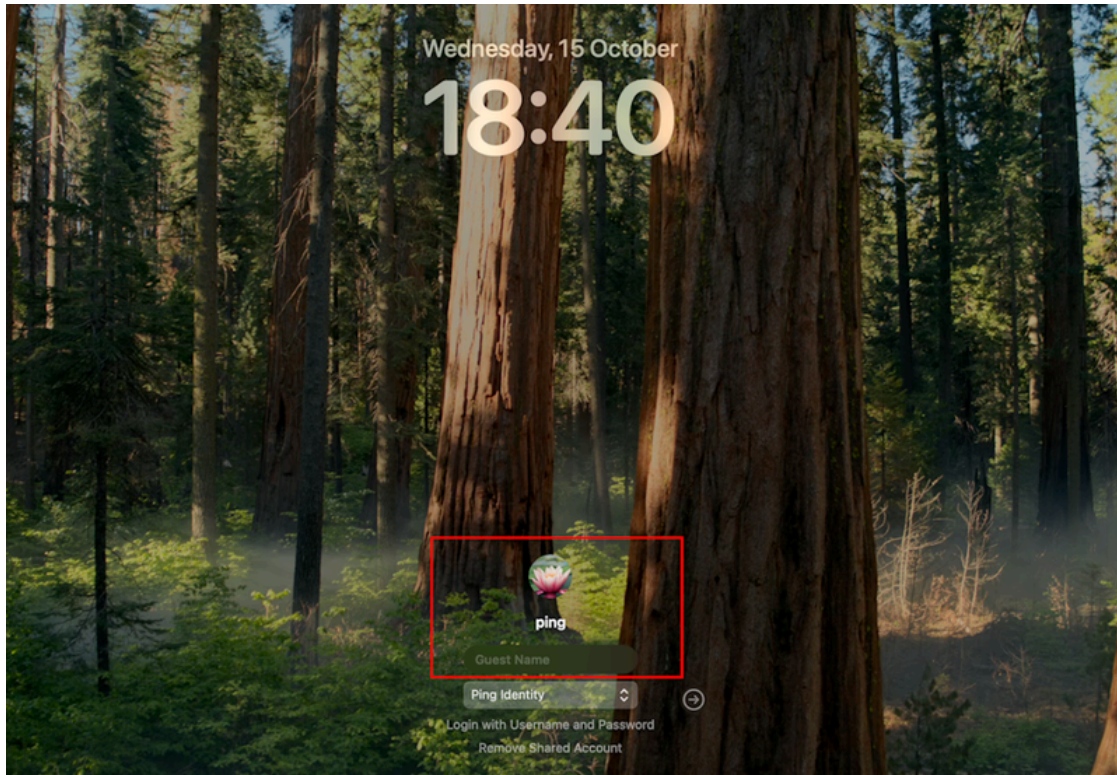 Wednesday, 15 October
18:40
ping
Guest Name
Ping Identity
Login with Username and Password
Remove Shared Account